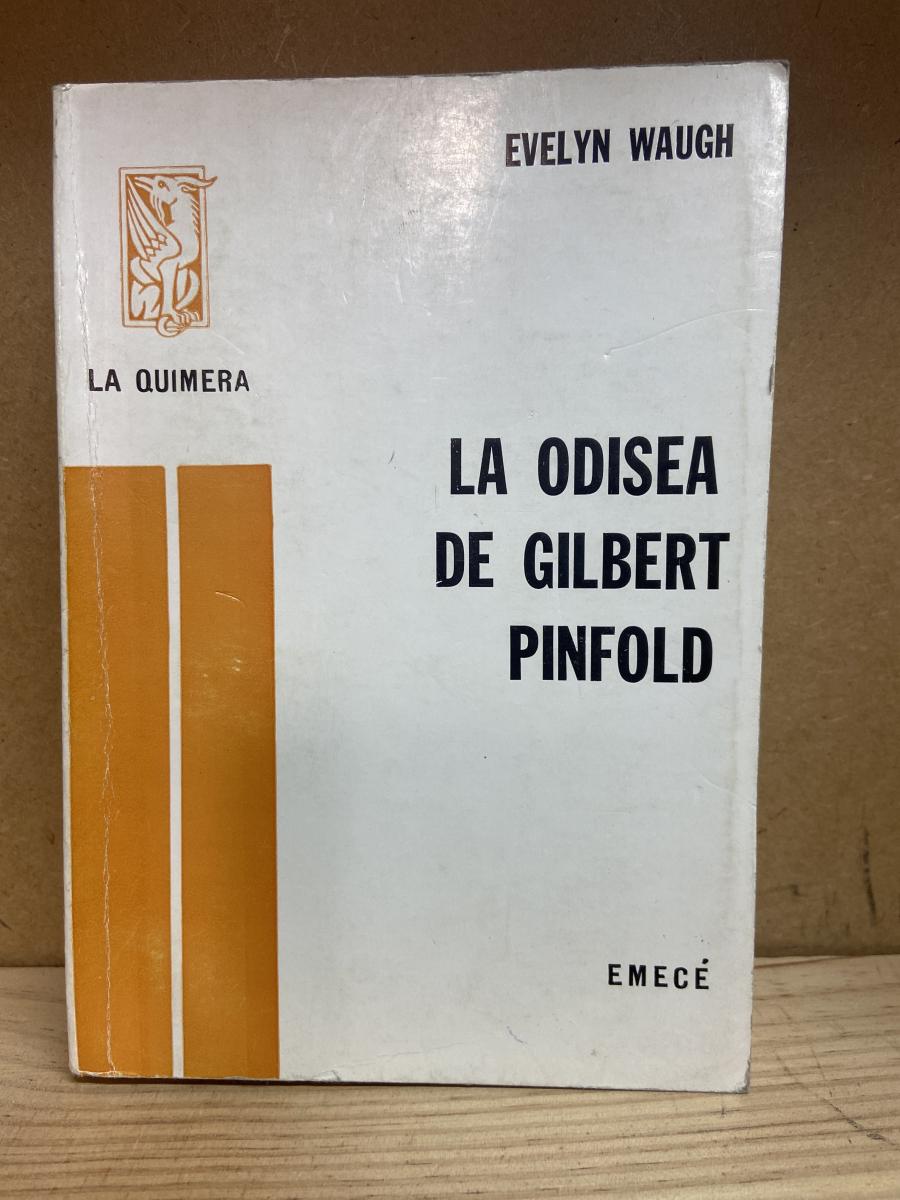 EVELYN WAUGH
LA QUIMERA
LA ODISEA
DE GILBERT
PINFOLD
EMECÉ